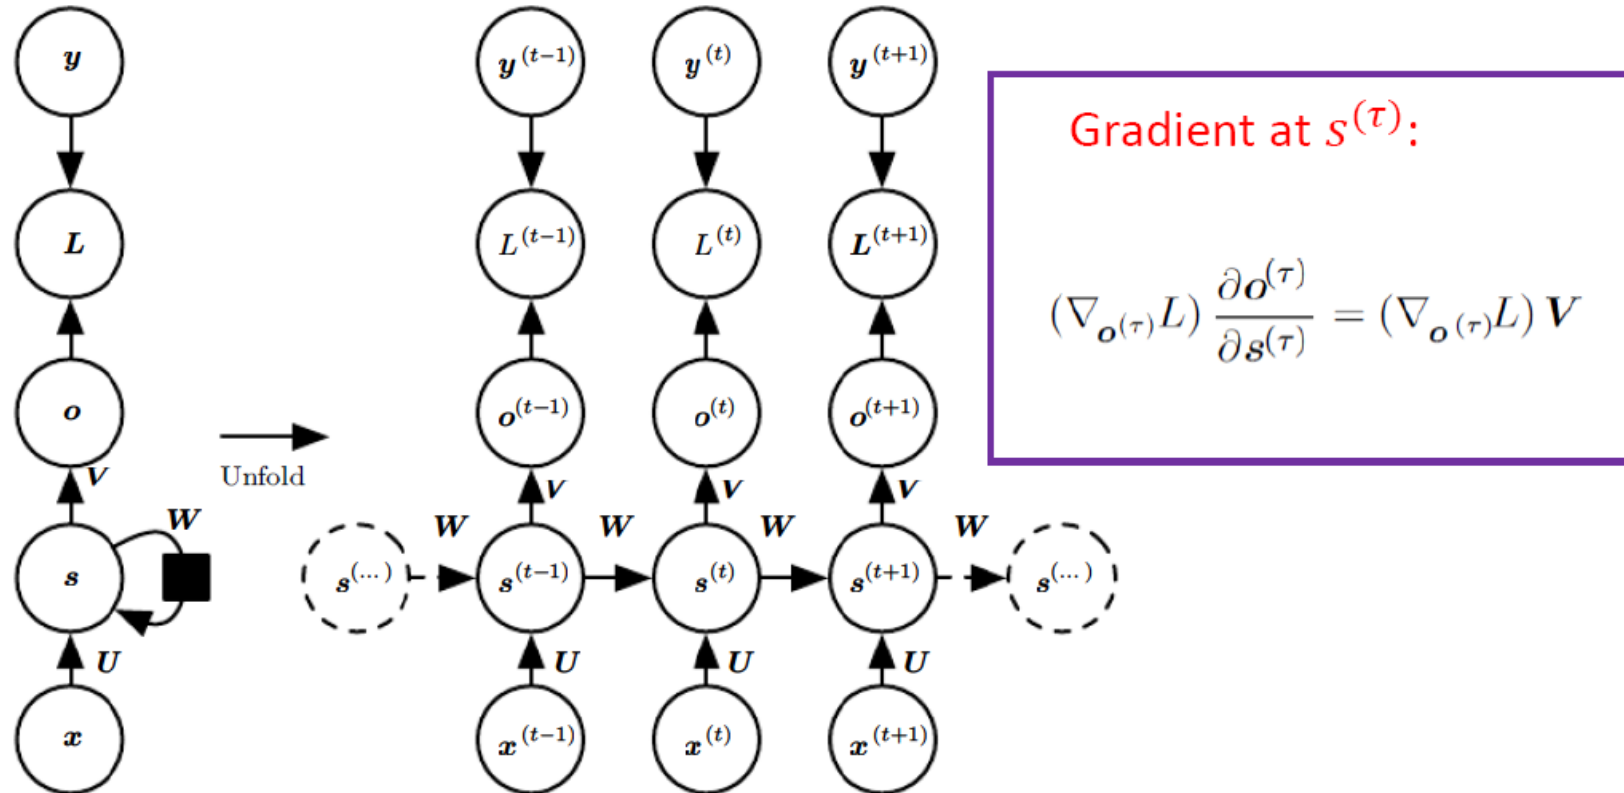 y y^{(t-1)} y^{(t)} y^{(t+1)}
Gradient at s^{(τ)}:
L L^{(t-1)} L^{(t)} L^{(t+1)}
(∇_{o^{(τ)}}L) ∂o^{(τ)}/∂s^{(τ)} = (∇_{o^{(τ)}}L) V
o o^{(t-1)} o^{(t)} o^{(t+1)}
Unfold
V V V V
W W W W W
s s^{(...)} s^{(t-1)} s^{(t)} s^{(t+1)} s^{(...)}
U U U U
x x^{(t-1)} x^{(t)} x^{(t+1)}